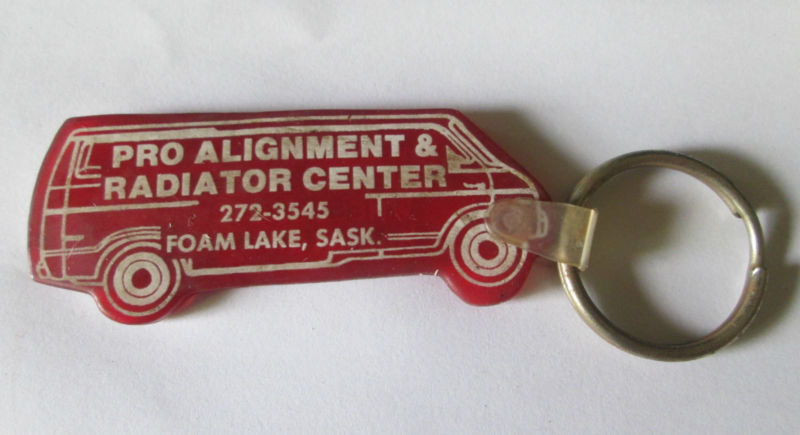 PRO ALIGNMENT &
RADIATOR CENTER
272-3545
FOAM LAKE, SASK.